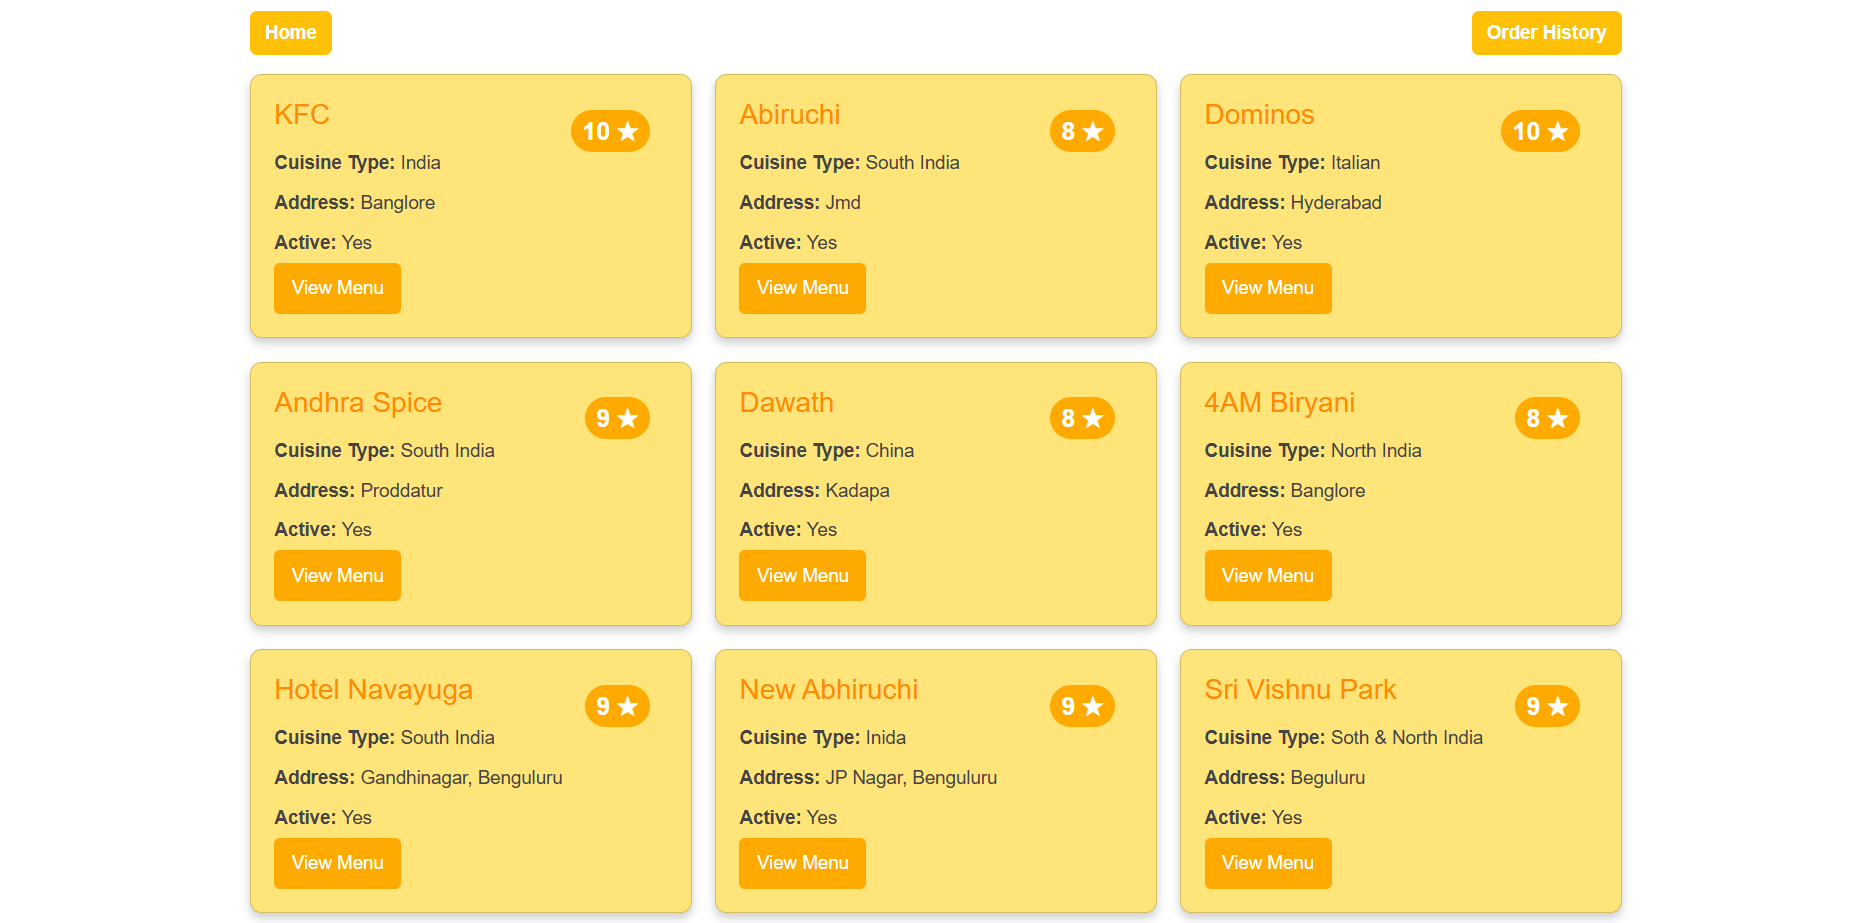 Home
Order History
KFC
10 ★
Cuisine Type: India
Address: Banglore
Active: Yes
View Menu
Abiruchi
8 ★
Cuisine Type: South India
Address: Jmd
Active: Yes
View Menu
Dominos
10 ★
Cuisine Type: Italian
Address: Hyderabad
Active: Yes
View Menu
Andhra Spice
9 ★
Cuisine Type: South India
Address: Proddatur
Active: Yes
View Menu
Dawath
8 ★
Cuisine Type: China
Address: Kadapa
Active: Yes
View Menu
4AM Biryani
8 ★
Cuisine Type: North India
Address: Banglore
Active: Yes
View Menu
Hotel Navayuga
9 ★
Cuisine Type: South India
Address: Gandhinagar, Benguluru
Active: Yes
View Menu
New Abhiruchi
9 ★
Cuisine Type: Inida
Address: JP Nagar, Benguluru
Active: Yes
View Menu
Sri Vishnu Park
9 ★
Cuisine Type: Soth & North India
Address: Beguluru
Active: Yes
View Menu